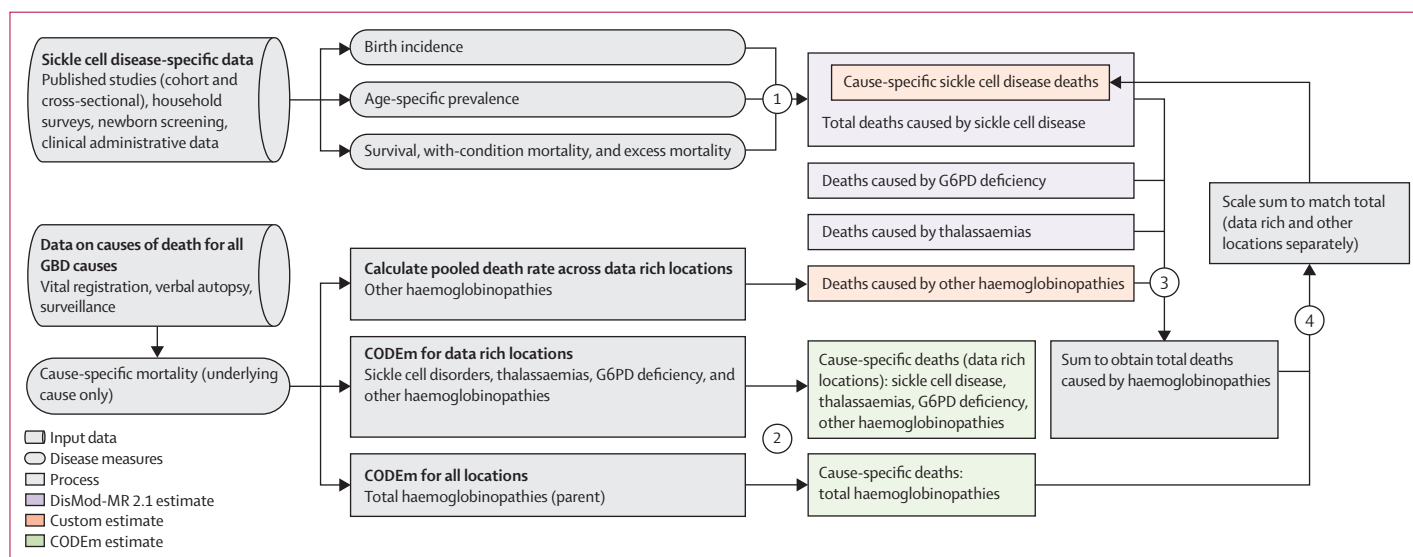 Sickle cell disease-specific data
Published studies (cohort and
cross-sectional), household
surveys, newborn screening,
clinical administrative data
Birth incidence
Age-specific prevalence
Survival, with-condition mortality, and excess mortality
1
Cause-specific sickle cell disease deaths
Total deaths caused by sickle cell disease
Deaths caused by G6PD deficiency
Deaths caused by thalassaemias
Deaths caused by other haemoglobinopathies
Scale sum to match total
(data rich and other
locations separately)
Data on causes of death for all
GBD causes
Vital registration, verbal autopsy,
surveillance
Cause-specific mortality (underlying
cause only)
Calculate pooled death rate across data rich locations
Other haemoglobinopathies
CODEm for data rich locations
Sickle cell disorders, thalassaemias, G6PD deficiency, and
other haemoglobinopathies
CODEm for all locations
Total haemoglobinopathies (parent)
2
Cause-specific deaths (data rich
locations): sickle cell disease,
thalassaemias, G6PD deficiency,
other haemoglobinopathies
Cause-specific deaths:
total haemoglobinopathies
3
Sum to obtain total deaths
caused by haemoglobinopathies
4
Input data
Disease measures
Process
DisMod-MR 2.1 estimate
Custom estimate
CODEm estimate